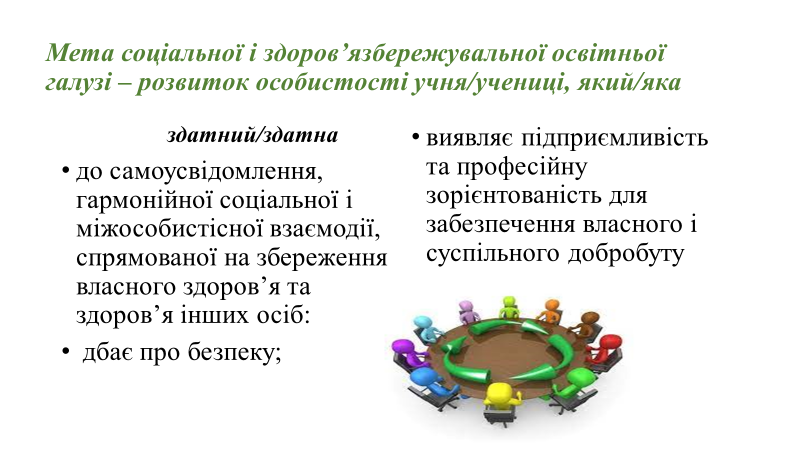 Мета соціальної і здоров’язбережувальної освітньої
галузі – розвиток особистості учня/учениці, який/яка
здатний/здатна
• до самоусвідомлення,
гармонійної соціальної і
міжособистісної взаємодії,
спрямованої на збереження
власного здоров’я та
здоров’я інших осіб:
• дбає про безпеку;
• виявляє підприємливість
та професійну
зорієнтованість для
забезпечення власного і
суспільного добробуту